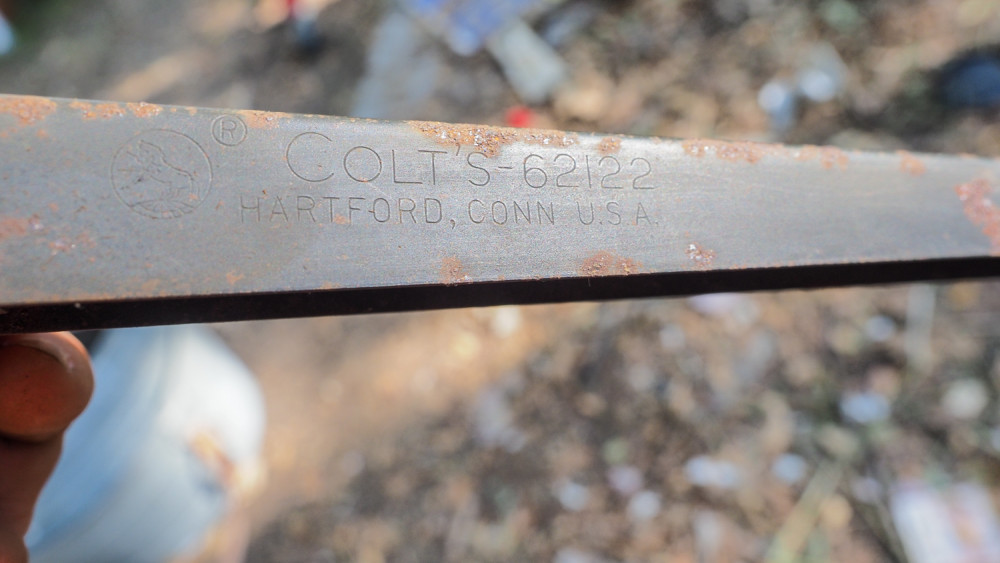 ®
COLT'S-62122
HARTFORD, CONN U.S.A.